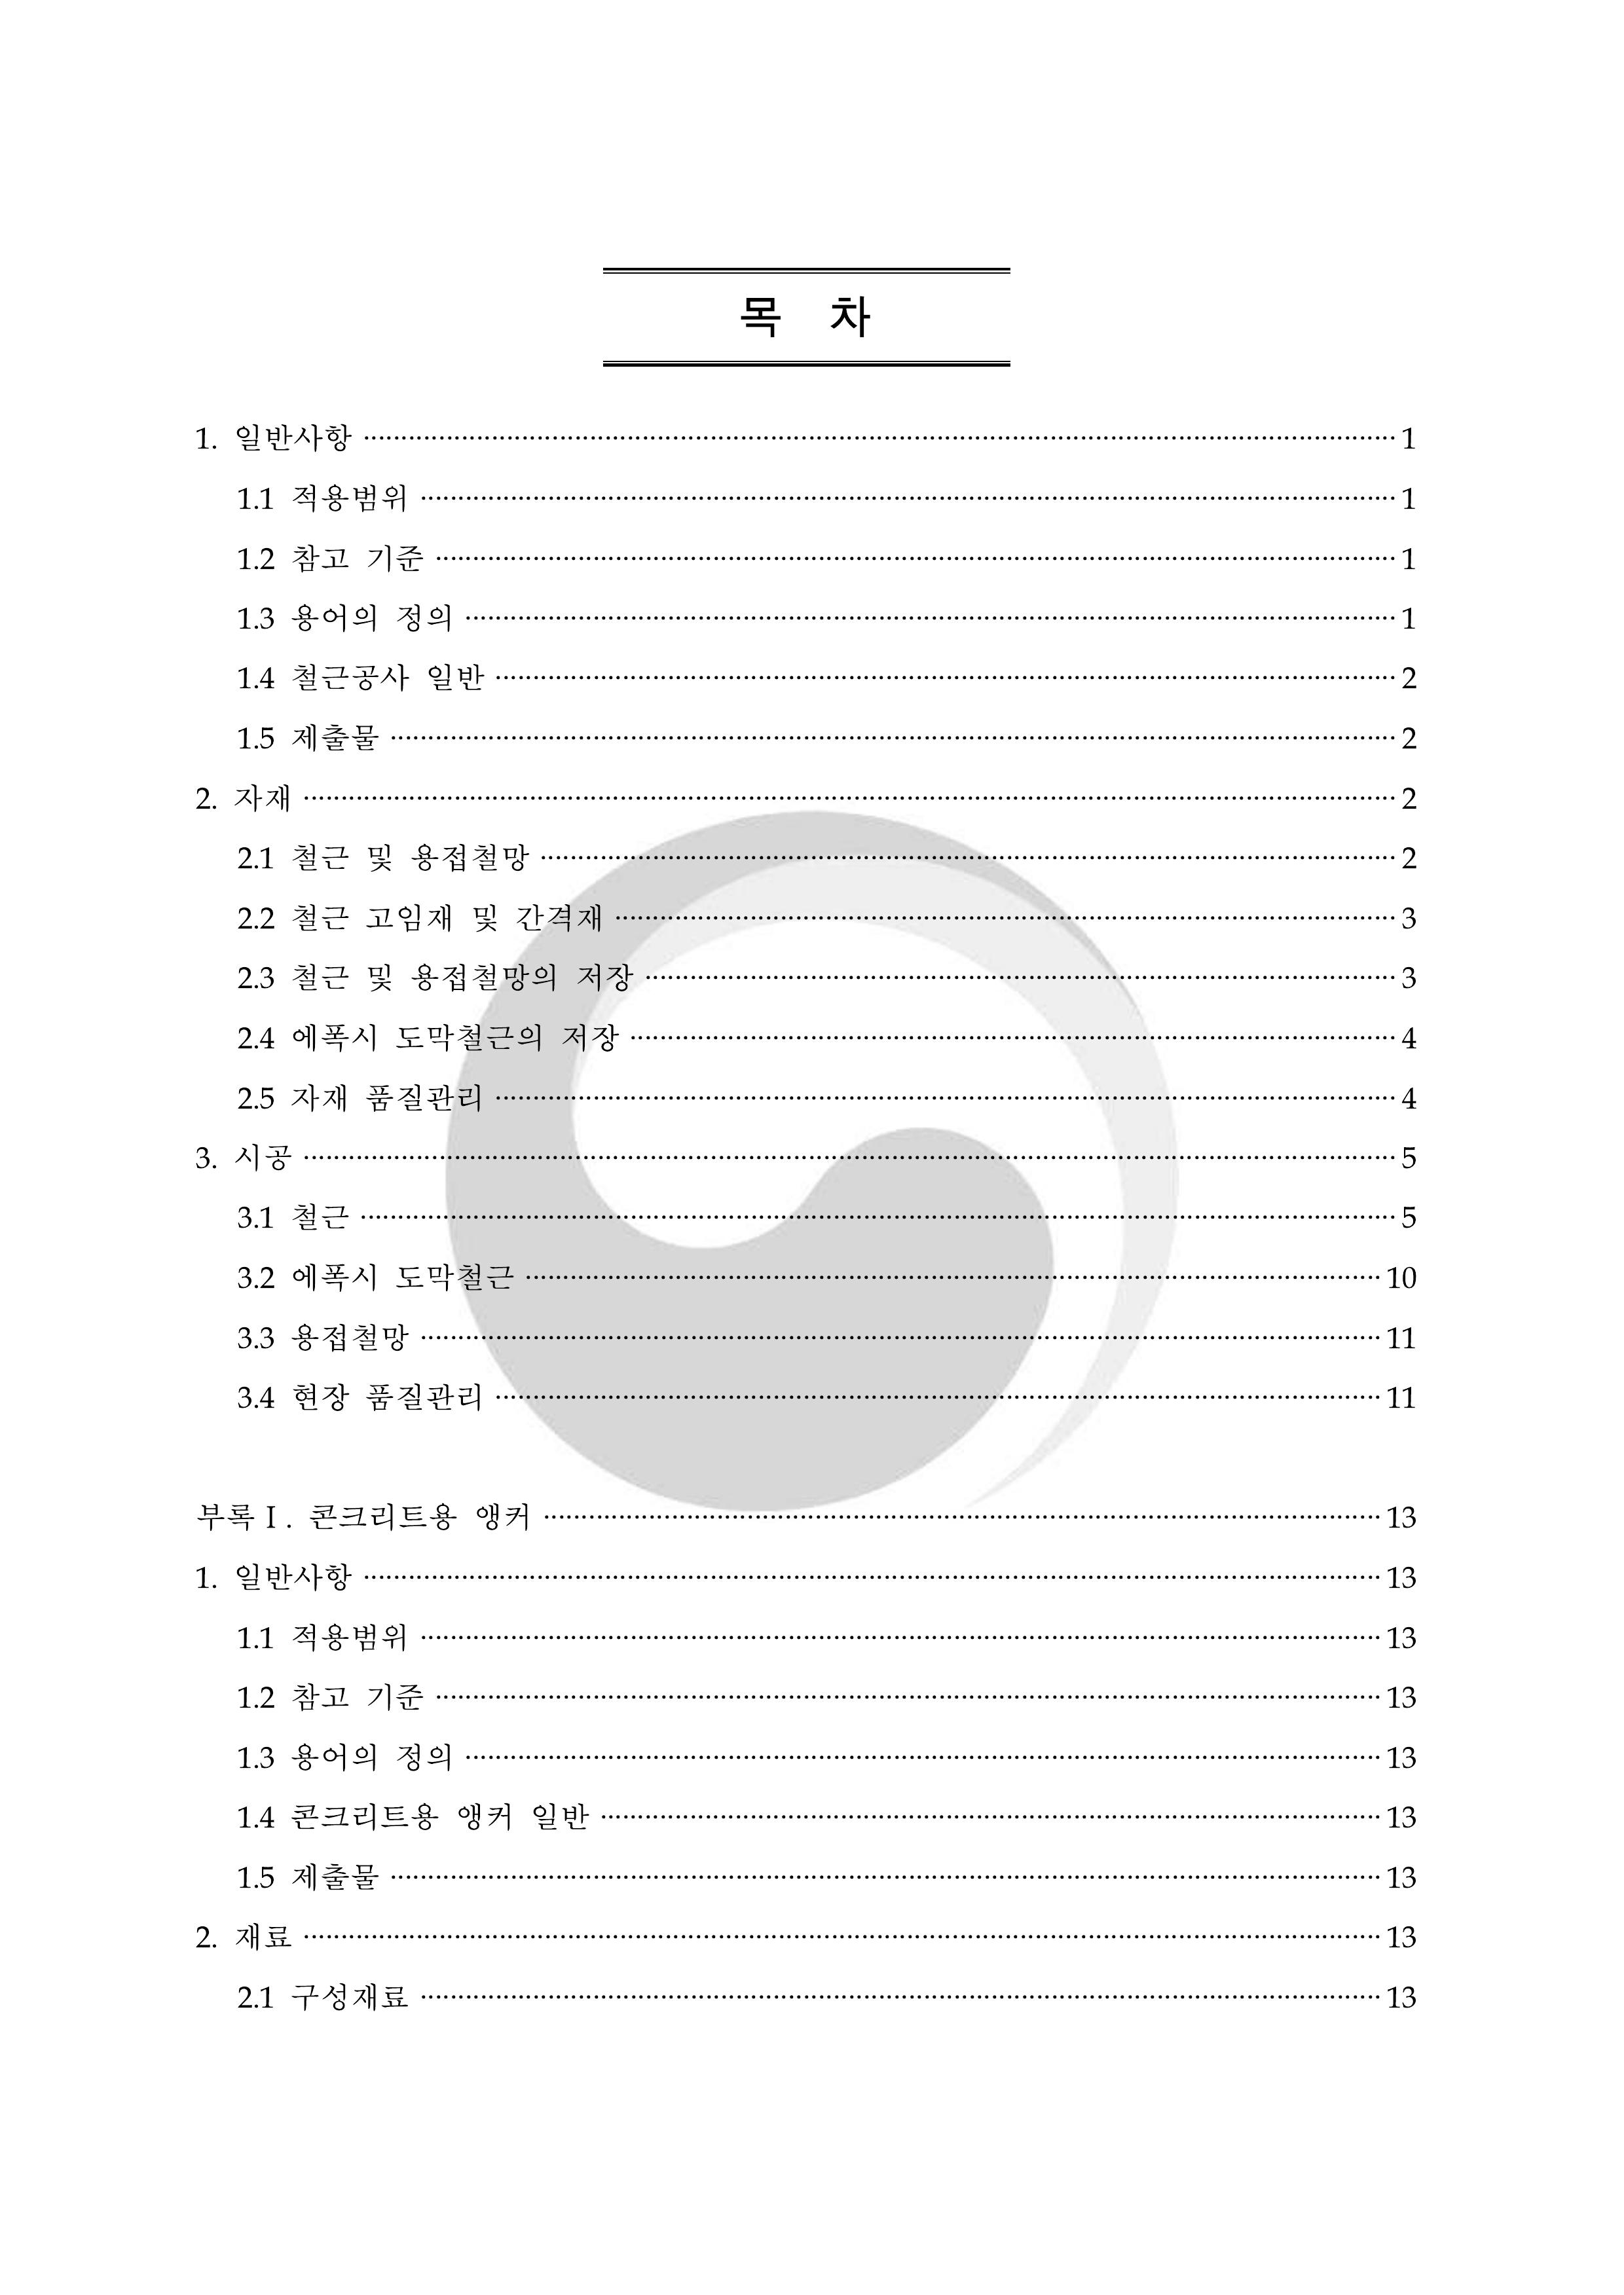 목 차
1. 일반사항 ········ 1
1.1 적용범위 ········ 1
1.2 참고 기준 ········ 1
1.3 용어의 정의 ········ 1
1.4 철근공사 일반 ········ 2
1.5 제출물 ········ 2
2. 자재 ········ 2
2.1 철근 및 용접철망 ········ 2
2.2 철근 고임재 및 간격재 ········ 3
2.3 철근 및 용접철망의 저장 ········ 3
2.4 에폭시 도막철근의 저장 ········ 4
2.5 자재 품질관리 ········ 4
3. 시공 ········ 5
3.1 철근 ········ 5
3.2 에폭시 도막철근 ········ 10
3.3 용접철망 ········ 11
3.4 현장 품질관리 ········ 11
부록Ⅰ. 콘크리트용 앵커 ········ 13
1. 일반사항 ········ 13
1.1 적용범위 ········ 13
1.2 참고 기준 ········ 13
1.3 용어의 정의 ········ 13
1.4 콘크리트용 앵커 일반 ········ 13
1.5 제출물 ········ 13
2. 재료 ········ 13
2.1 구성재료 ········ 13